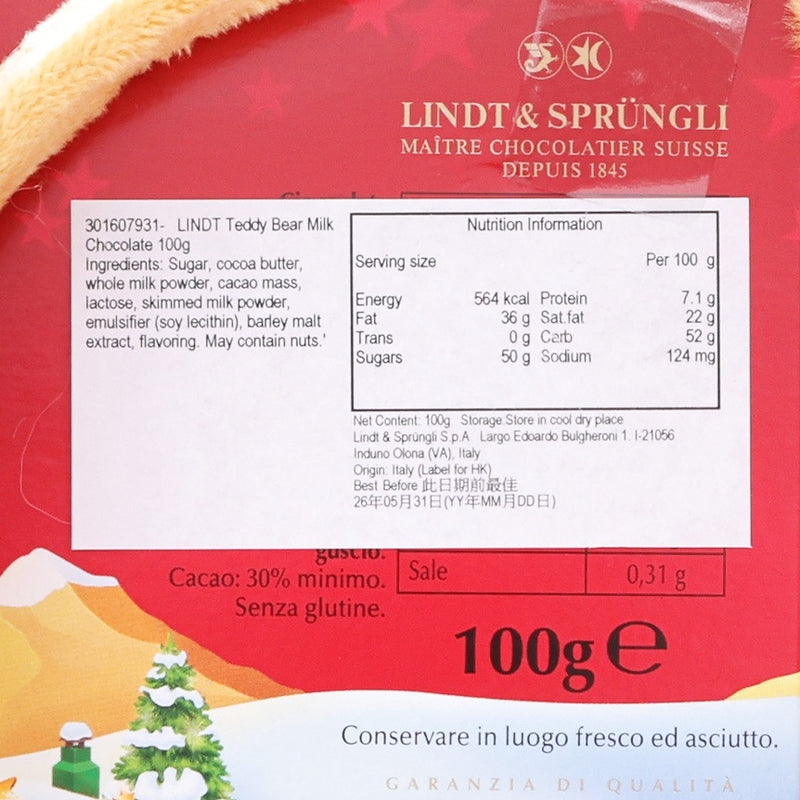 LINDT & SPRÜNGLI
MAÎTRE CHOCOLATIER SUISSE
DEPUIS 1845
301607931- LINDT Teddy Bear Milk
Chocolate 100g
Ingredients: Sugar, cocoa butter,
whole milk powder, cacao mass,
lactose, skimmed milk powder,
emulsifier (soy lecithin), barley malt
extract, flavoring. May contain nuts.'
Nutrition Information
Serving size Per 100 g
Energy 564 kcal Protein 7.1 g
Fat 36 g Sat.fat 22 g
Trans 0 g Carb 52 g
Sugars 50 g Sodium 124 mg
Net Content: 100g Storage:Store in cool dry place
Lindt & Sprüngli S.p.A Largo Edoardo Bulgheroni 1. I-21056
Induno Olona (VA), Italy
Origin: Italy (Label for HK)
Best Before 此日期前最佳
26年05月31日(YY年MM月DD日)
Cacao: 30% minimo.
Senza glutine.
Sale 0,31 g
100g ℮
Conservare in luogo fresco ed asciutto.
GARANZIA DI QUALITÀ